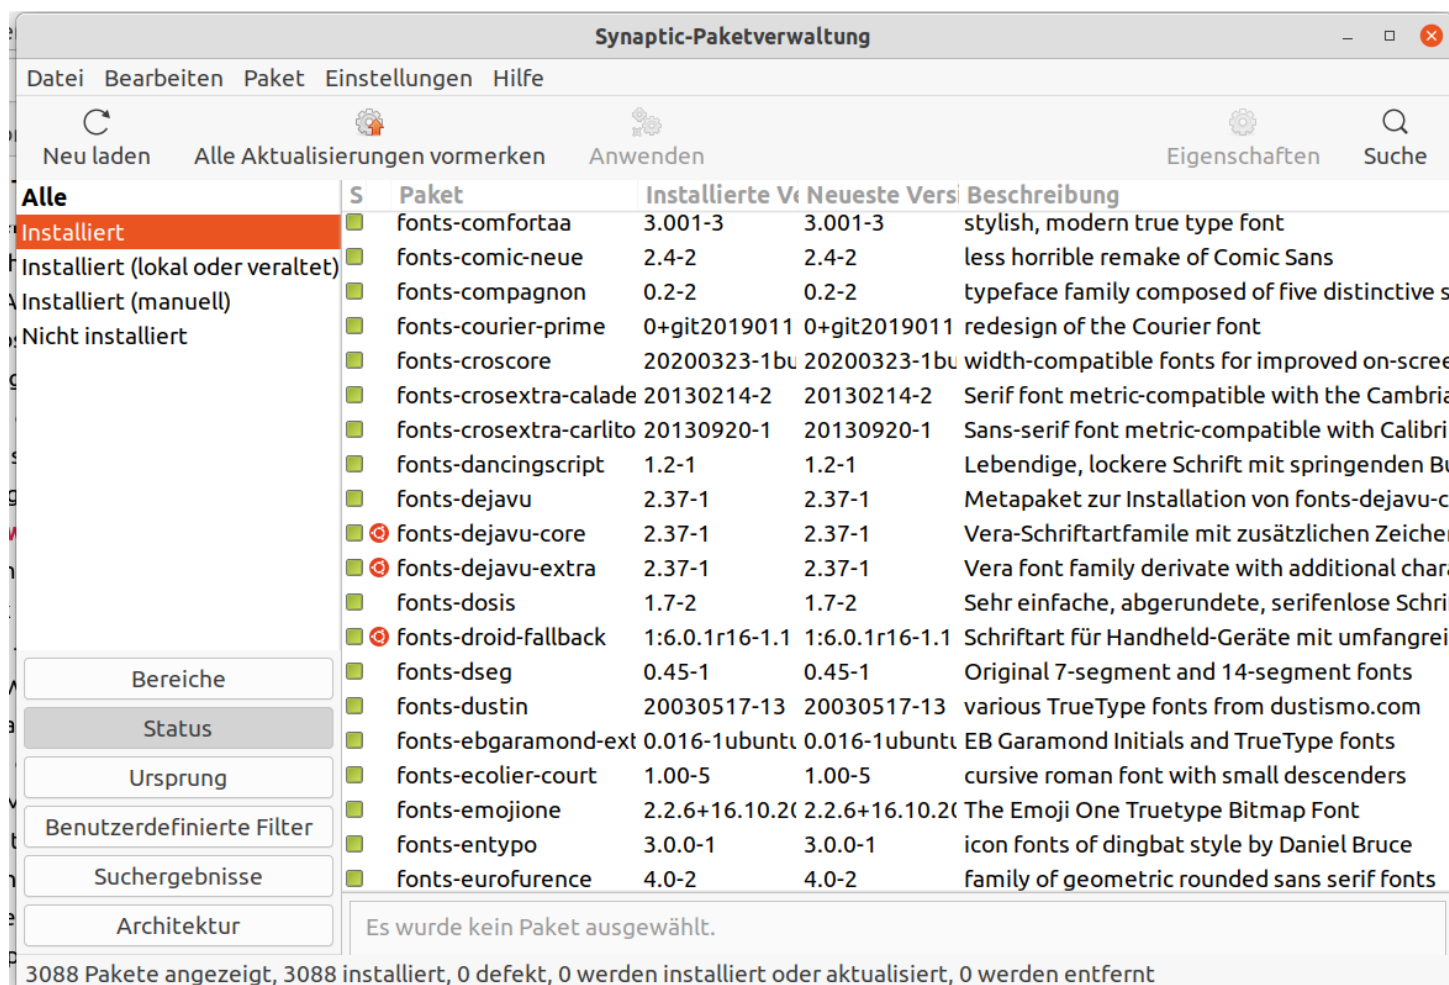 Synaptic-Paketverwaltung
Datei Bearbeiten Paket Einstellungen Hilfe
Neu laden Alle Aktualisierungen vormerken Anwenden Eigenschaften Suche
Alle
Installiert
Installiert (lokal oder veraltet)
Installiert (manuell)
Nicht installiert
Bereiche
Status
Ursprung
Benutzerdefinierte Filter
Suchergebnisse
Architektur
S Paket Installierte Ve Neueste Versi Beschreibung
fonts-comfortaa 3.001-3 3.001-3 stylish, modern true type font
fonts-comic-neue 2.4-2 2.4-2 less horrible remake of Comic Sans
fonts-compagnon 0.2-2 0.2-2 typeface family composed of five distinctive s
fonts-courier-prime 0+git2019011 0+git2019011 redesign of the Courier font
fonts-croscore 20200323-1bu 20200323-1bu width-compatible fonts for improved on-scree
fonts-crosextra-calade 20130214-2 20130214-2 Serif font metric-compatible with the Cambria
fonts-crosextra-carlito 20130920-1 20130920-1 Sans-serif font metric-compatible with Calibri
fonts-dancingscript 1.2-1 1.2-1 Lebendige, lockere Schrift mit springenden Bu
fonts-dejavu 2.37-1 2.37-1 Metapaket zur Installation von fonts-dejavu-c
fonts-dejavu-core 2.37-1 2.37-1 Vera-Schriftartfamile mit zusätzlichen Zeichen
fonts-dejavu-extra 2.37-1 2.37-1 Vera font family derivate with additional chara
fonts-dosis 1.7-2 1.7-2 Sehr einfache, abgerundete, serifenlose Schri
fonts-droid-fallback 1:6.0.1r16-1.1 1:6.0.1r16-1.1 Schriftart für Handheld-Geräte mit umfangrei
fonts-dseg 0.45-1 0.45-1 Original 7-segment and 14-segment fonts
fonts-dustin 20030517-13 20030517-13 various TrueType fonts from dustismo.com
fonts-ebgaramond-ext 0.016-1ubuntu 0.016-1ubuntu EB Garamond Initials and TrueType fonts
fonts-ecolier-court 1.00-5 1.00-5 cursive roman font with small descenders
fonts-emojione 2.2.6+16.10.20 2.2.6+16.10.20 The Emoji One Truetype Bitmap Font
fonts-entypo 3.0.0-1 3.0.0-1 icon fonts of dingbat style by Daniel Bruce
fonts-eurofurence 4.0-2 4.0-2 family of geometric rounded sans serif fonts
Es wurde kein Paket ausgewählt.
3088 Pakete angezeigt, 3088 installiert, 0 defekt, 0 werden installiert oder aktualisiert, 0 werden entfernt